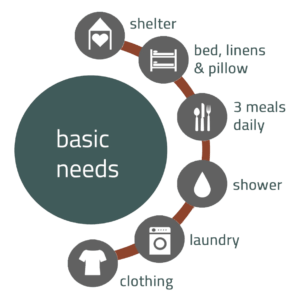 shelter
bed, linens
& pillow
3 meals
daily
basic
needs
shower
laundry
clothing